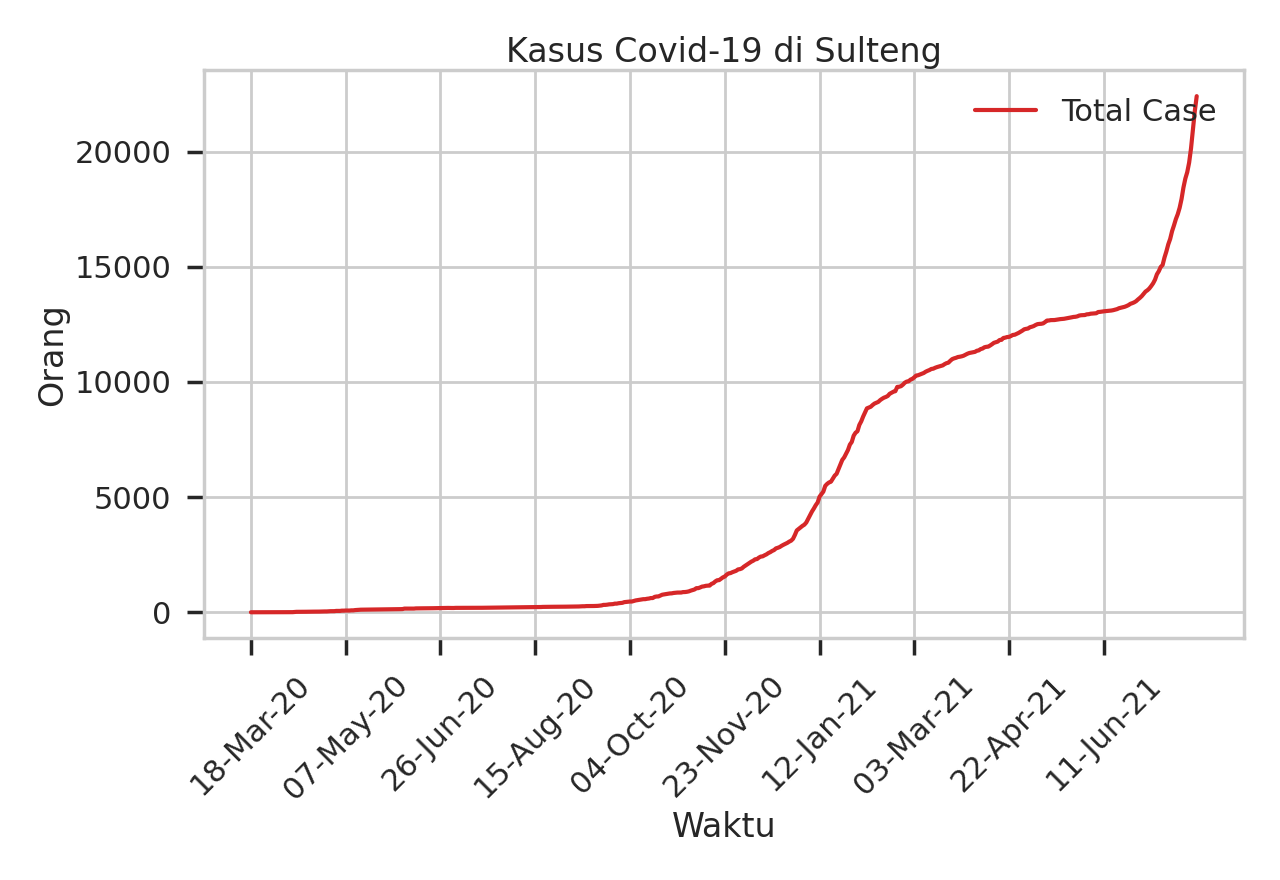 Kasus Covid-19 di Sulteng
Total Case
Orang
20000
15000
10000
5000
0
18-Mar-20
07-May-20
26-Jun-20
15-Aug-20
04-Oct-20
23-Nov-20
12-Jan-21
03-Mar-21
22-Apr-21
11-Jun-21
Waktu